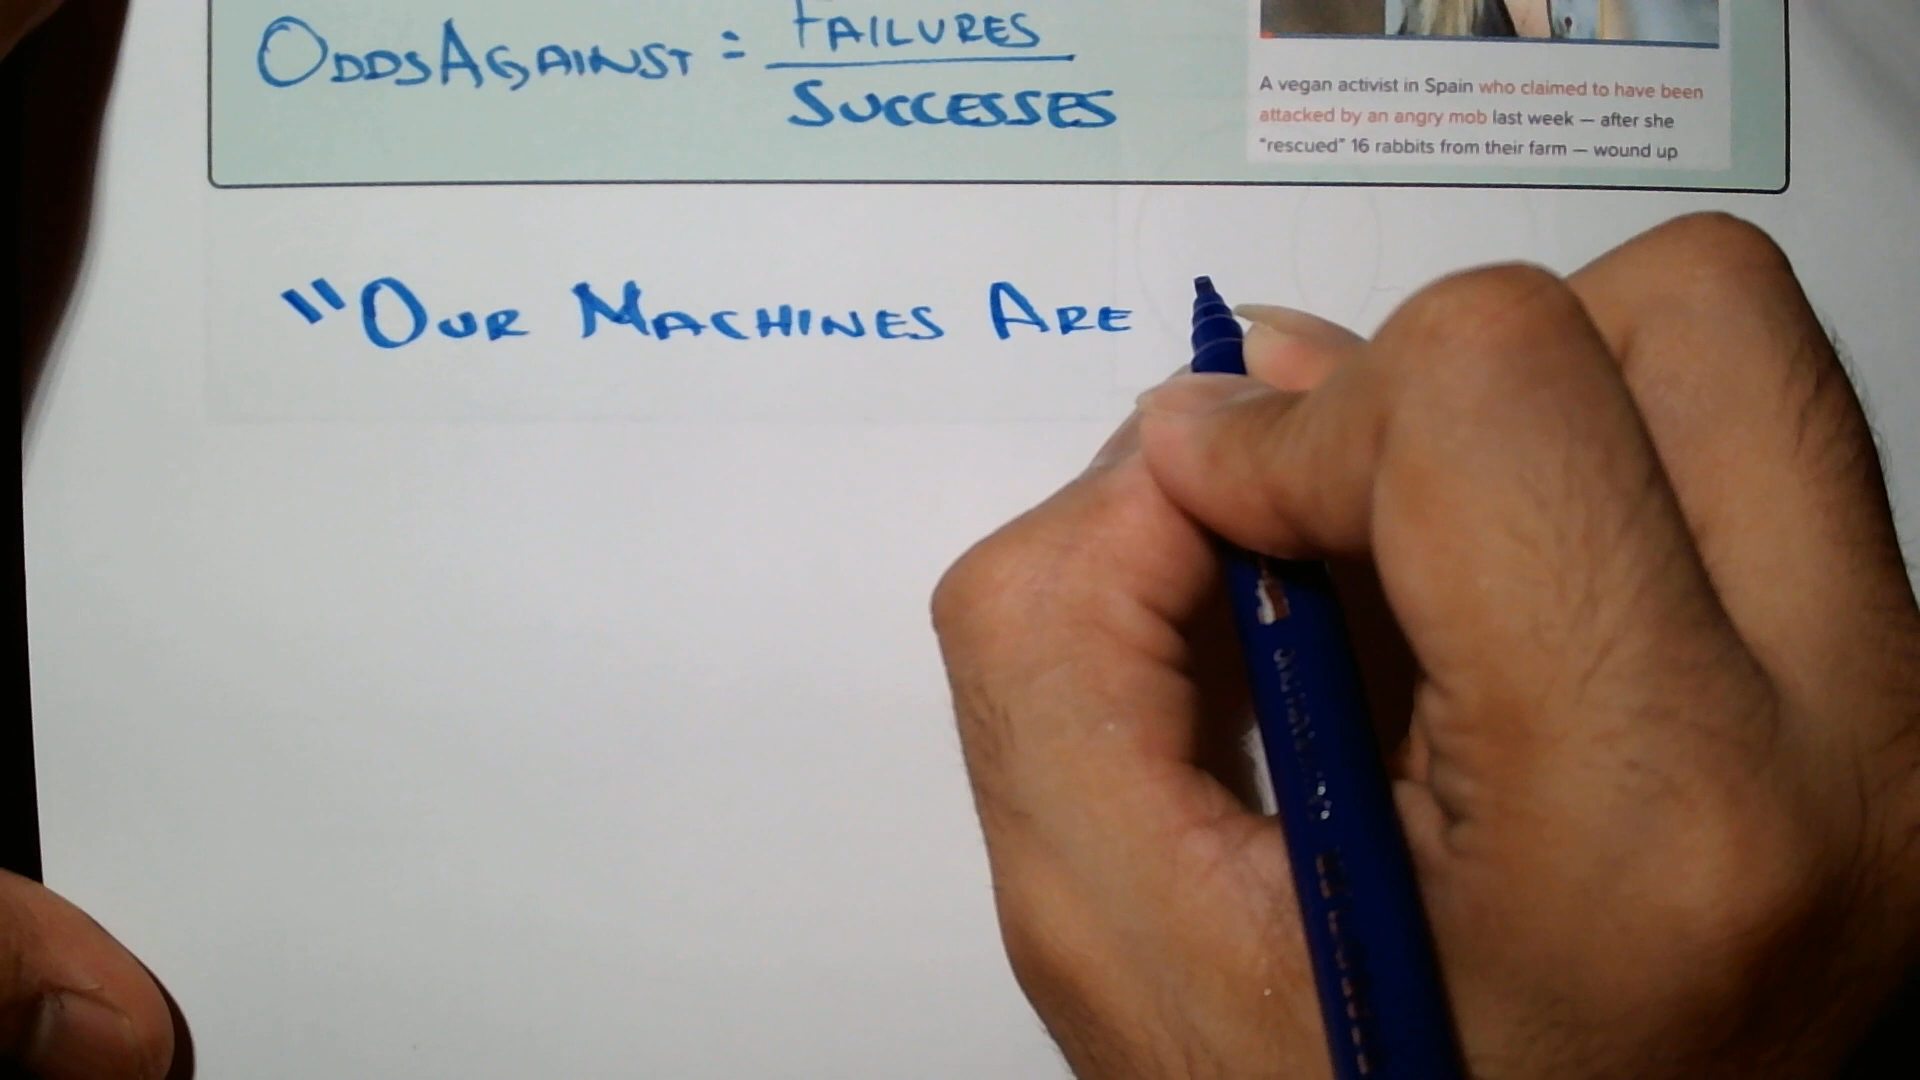 OddsAgainst = Failures
Successes
A vegan activist in Spain who claimed to have been
attacked by an angry mob last week — after she
"rescued" 16 rabbits from their farm — wound up
"Our Machines Are